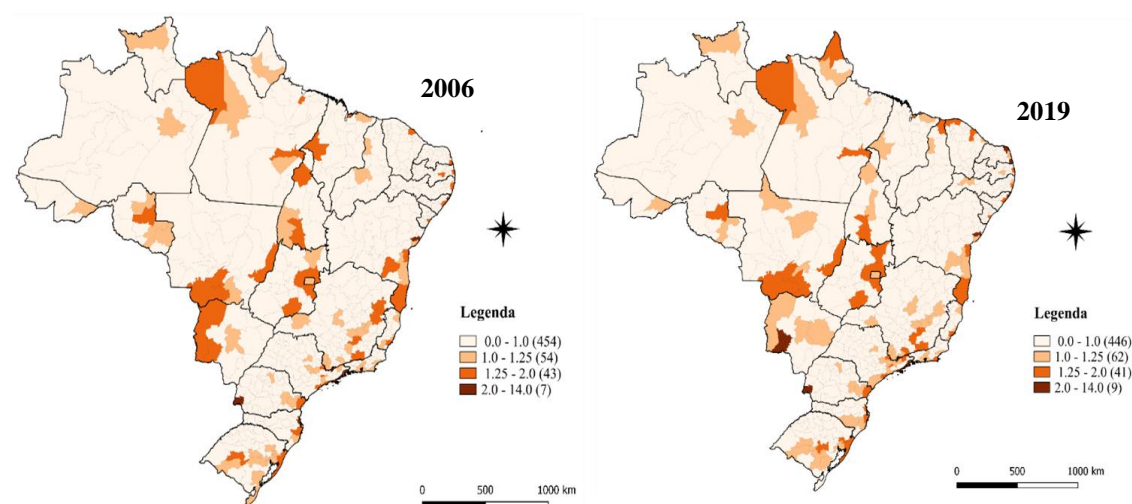 2006
Legenda
0.0 - 1.0 (454)
1.0 - 1.25 (54)
1.25 - 2.0 (43)
2.0 - 14.0 (7)
0 500 1000 km
2019
Legenda
0.0 - 1.0 (446)
1.0 - 1.25 (62)
1.25 - 2.0 (41)
2.0 - 14.0 (9)
0 500 1000 km